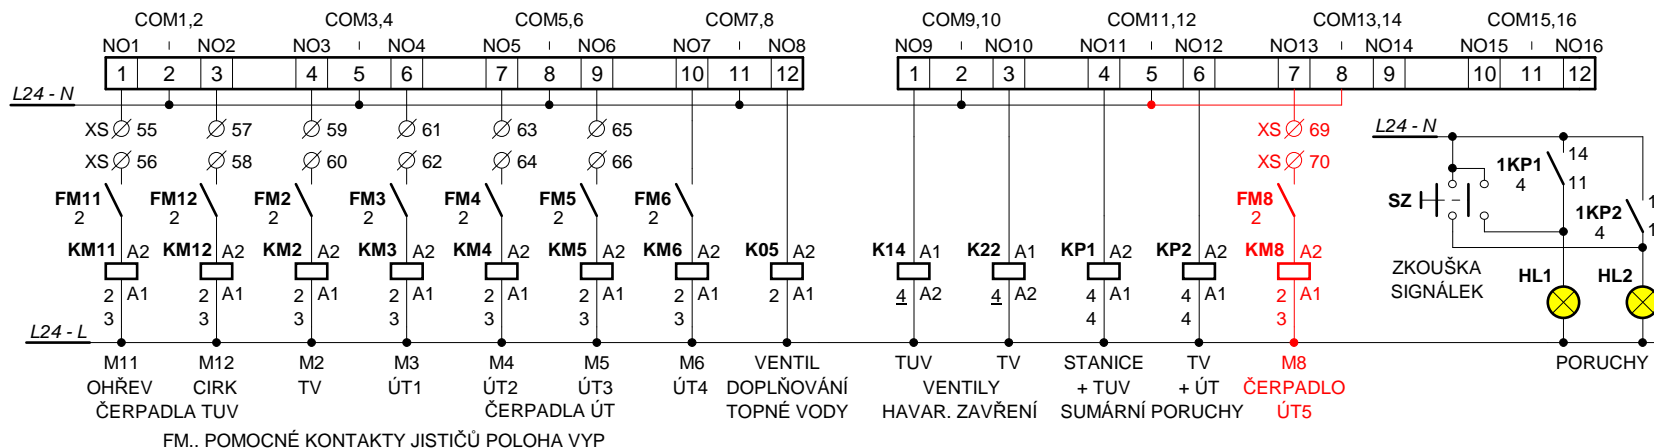 COM1,2 COM3,4 COM5,6 COM7,8 COM9,10 COM11,12 COM13,14 COM15,16
NO1 NO2 NO3 NO4 NO5 NO6 NO7 NO8 NO9 NO10 NO11 NO12 NO13 NO14 NO15 NO16
1 2 3 4 5 6 7 8 9 10 11 12 1 2 3 4 5 6 7 8 9 10 11 12
L24 - N
XS 55 57 59 61 63 65 XS 69 L24 - N
XS 56 58 60 62 64 66 XS 70 1KP1 14
4 11
FM11 FM12 FM2 FM3 FM4 FM5 FM6 FM8 SZ 1KP2 1
2 2 2 2 2 2 2 2 4 1
KM11 A2 KM12 A2 KM2 A2 KM3 A2 KM4 A2 KM5 A2 KM6 A2 K05 A2 K14 A1 K22 A1 KP1 A2 KP2 A2 KM8 A2
ZKOUŠKA HL1 HL2
2 A1 2 A1 2 A1 2 A1 2 A1 2 A1 2 A1 2 A1 4 A2 4 A2 4 A1 4 A1 2 A1 SIGNÁLEK
3 3 3 3 3 3 3 4 4 3
L24 - L
M11 M12 M2 M3 M4 M5 M6 VENTIL TUV TV STANICE TV M8 PORUCHY
OHŘEV CIRK TV ÚT1 ÚT2 ÚT3 ÚT4 DOPLŇOVÁNÍ VENTILY + TUV + ÚT ČERPADLO
ČERPADLA TUV ČERPADLA ÚT TOPNÉ VODY HAVAR. ZAVŘENÍ SUMÁRNÍ PORUCHY ÚT5
FM.. POMOCNÉ KONTAKTY JISTIČŮ POLOHA VYP